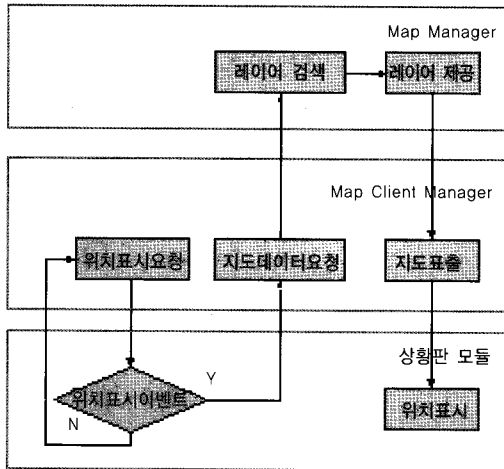 Map Manager
레이어 검색
레이어 제공
Map Client Manager
위치표시요청
지도데이터요청
지도표출
상황판 모듈
위치표시이벤트
Y
N
위치표시